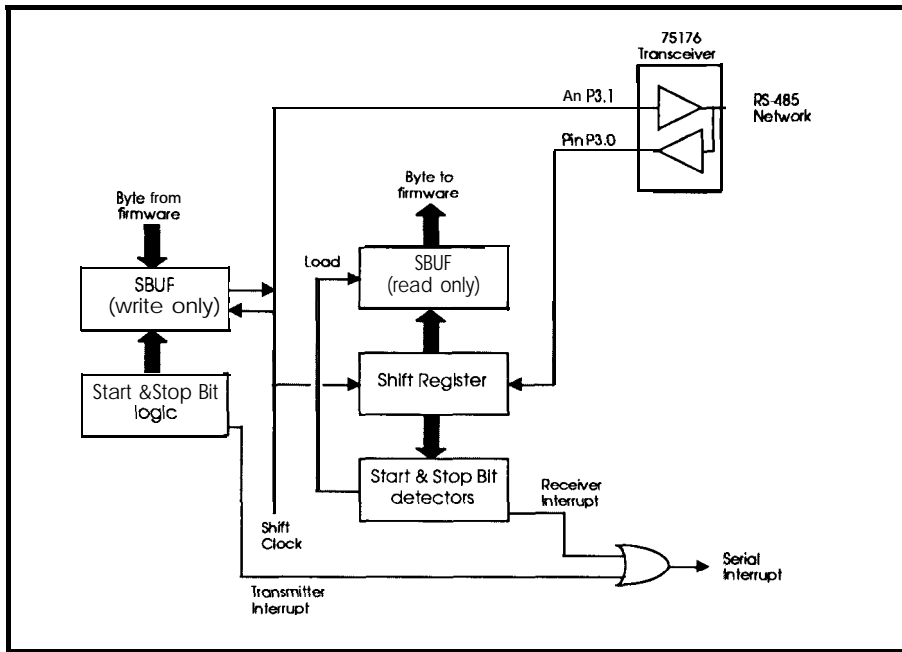 75176
Transceiver
An P3.1
RS-485
Network
Pin P3.0
Byte to
firmware
Byte from
firmware
Load
SBUF
(read only)
SBUF
(write only)
Shift Register
Start &Stop Bit
logic
Start & Stop Bit
detectors
Receiver
Interrupt
Shift
Clock
Serial
Interrupt
Transmitter
Interrupt